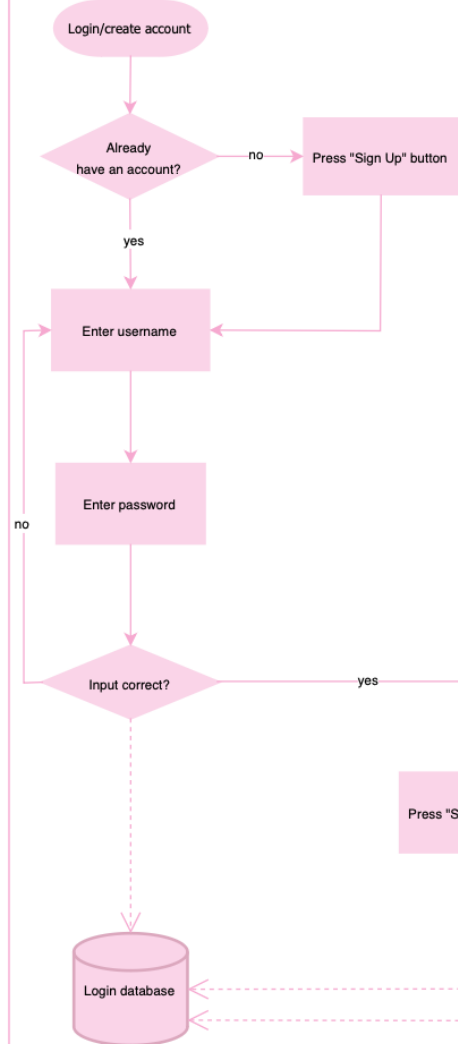 Login/create account
Already
have an account?
no
Press "Sign Up" button
yes
Enter username
Enter password
no
Input correct?
yes
Press "S
Login database